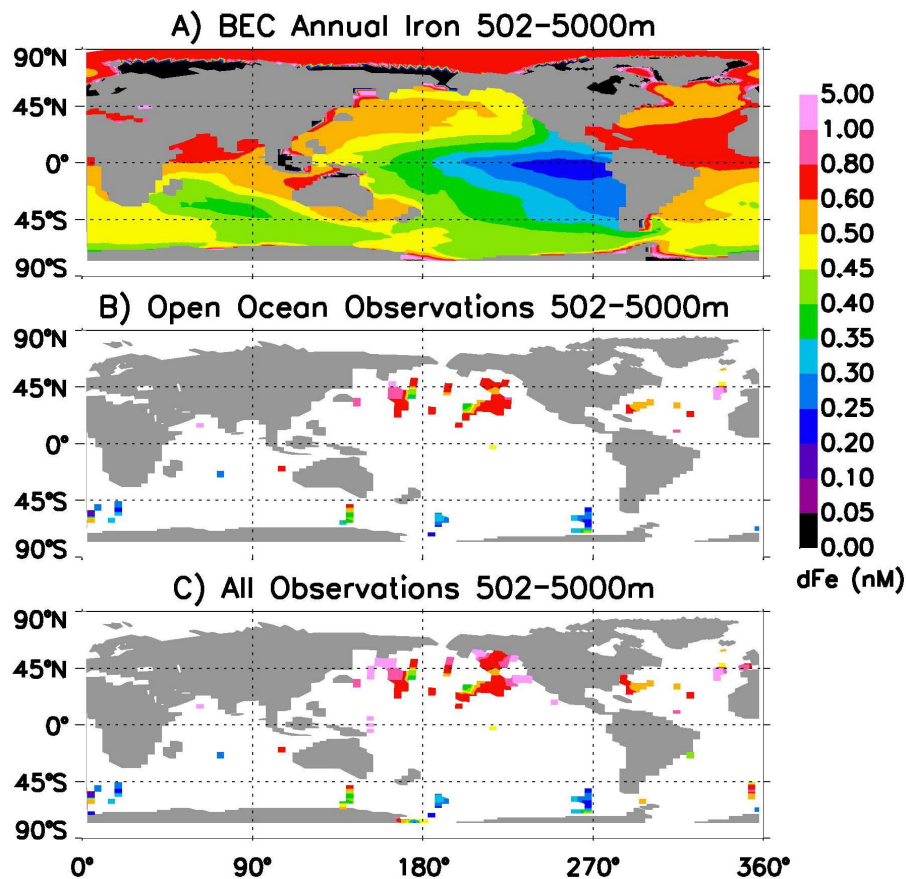 A) BEC Annual Iron 502-5000m
90°N
45°N
0°
45°S
90°S
B) Open Ocean Observations 502-5000m
90°N
45°N
0°
45°S
90°S
C) All Observations 502-5000m
90°N
45°N
0°
45°S
90°S
0°
90°
180°
270°
360°
5.00
1.00
0.80
0.60
0.50
0.45
0.40
0.35
0.30
0.25
0.20
0.10
0.05
0.00
dFe (nM)